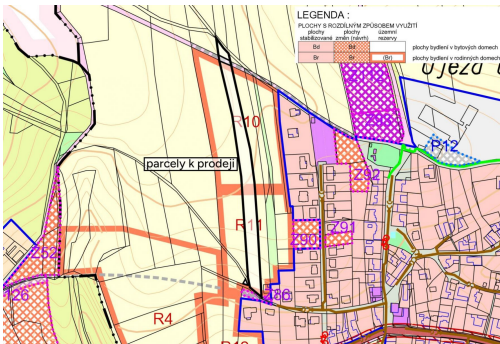 LEGENDA :
PLOCHY S ROZDÍLNÝM ZPŮSOBEM VYUŽITÍ
plochy stabilizované
plochy změn (návrh)
územní rezervy
Bd Bd plochy bydlení v bytových domech
Br Br (Br) plochy bydlení v rodinných domech
Újezd
R10
P12
parcely k prodeji
Z92
R11
Z90
Z91
Z52
Z88
R4